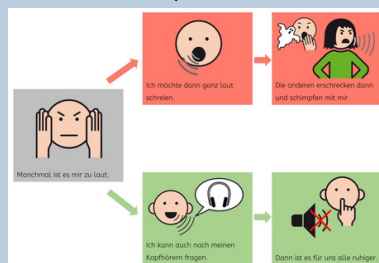 Ich möchte dann ganz laut
schreien.
Die anderen erschrecken dann
und schimpfen mit mir.
Manchmal ist es mir zu laut.
Ich kann auch nach meinen
Kopfhörern fragen.
Dann ist es für uns alle ruhiger.